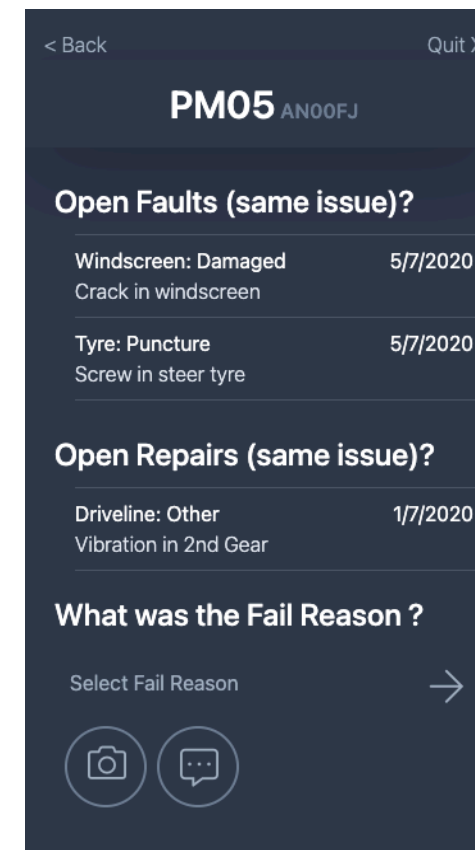 < Back Quit X
PM05 AN00FJ
Open Faults (same issue)?
Windscreen: Damaged 5/7/2020
Crack in windscreen
Tyre: Puncture 5/7/2020
Screw in steer tyre
Open Repairs (same issue)?
Driveline: Other 1/7/2020
Vibration in 2nd Gear
What was the Fail Reason ?
Select Fail Reason